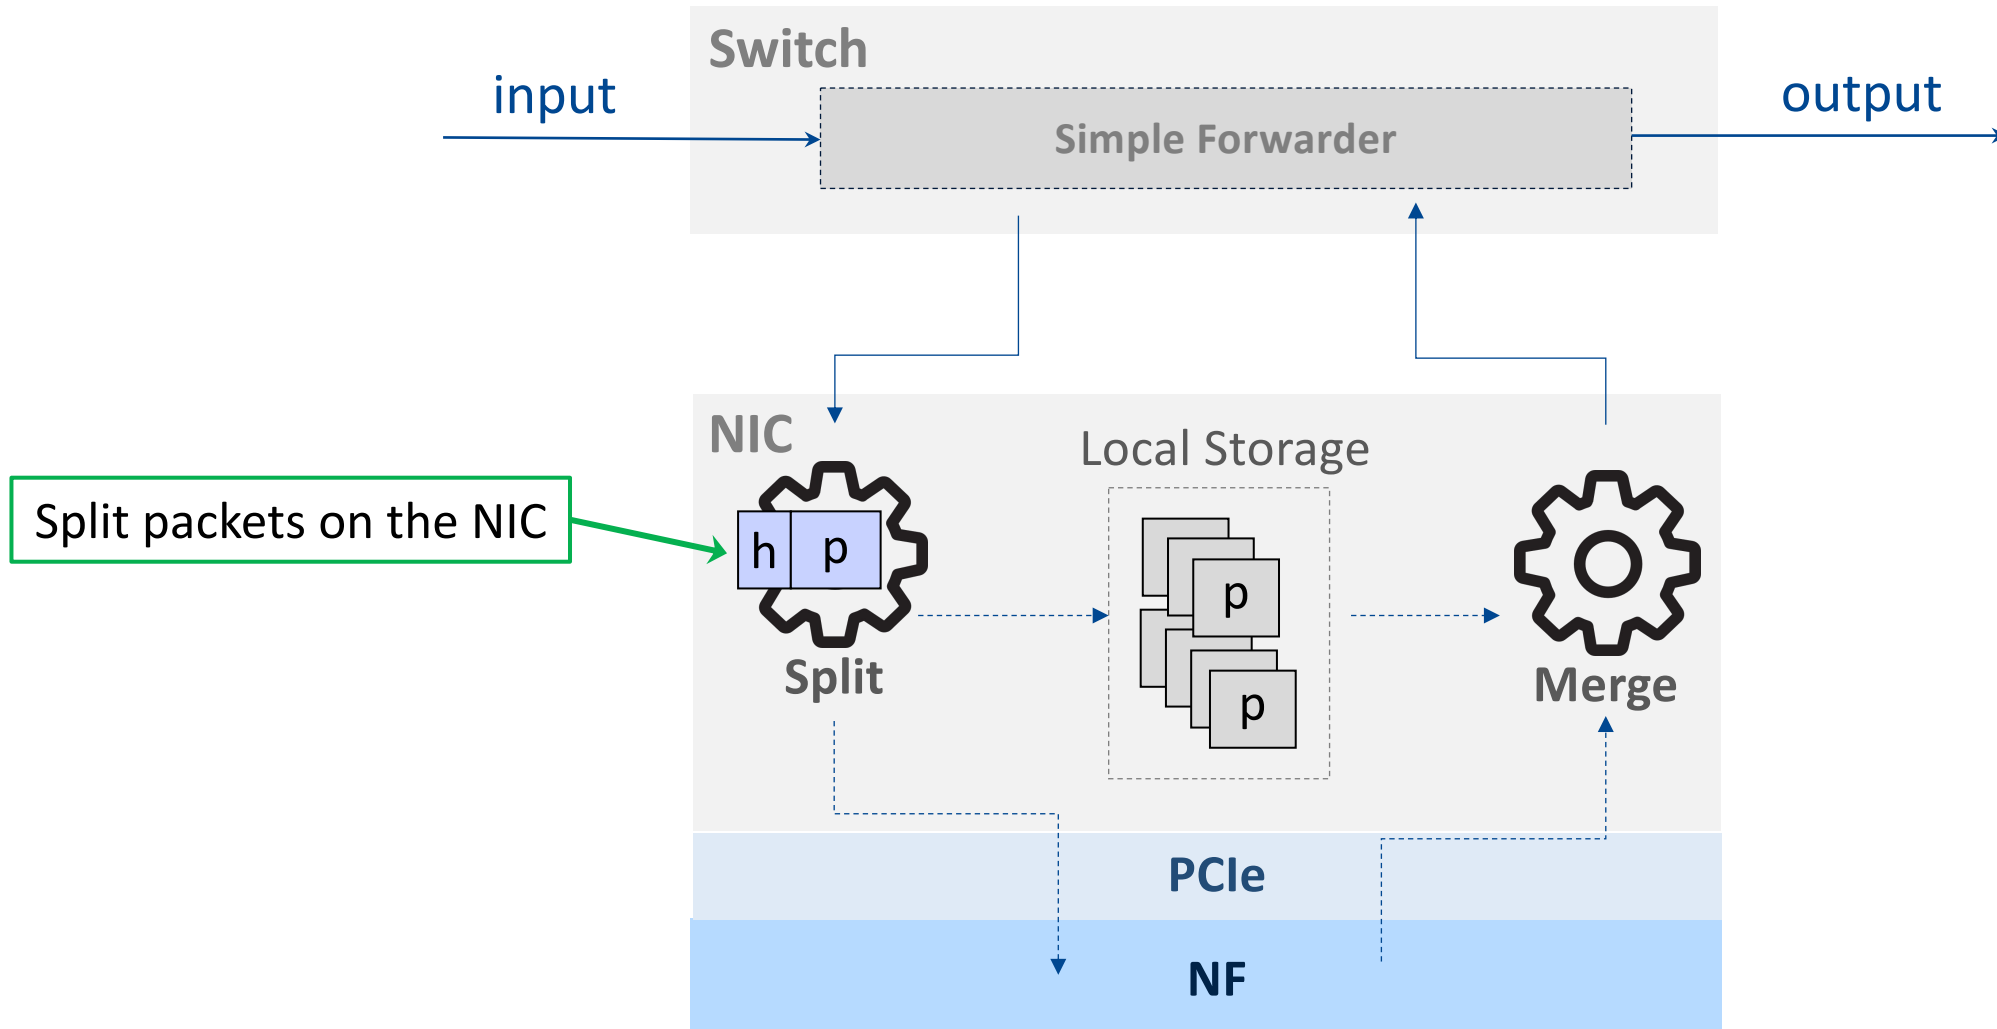 Switch
input
output
Simple Forwarder
NIC
Local Storage
Split packets on the NIC
h
p
p
p
Split
Merge
PCIe
NF